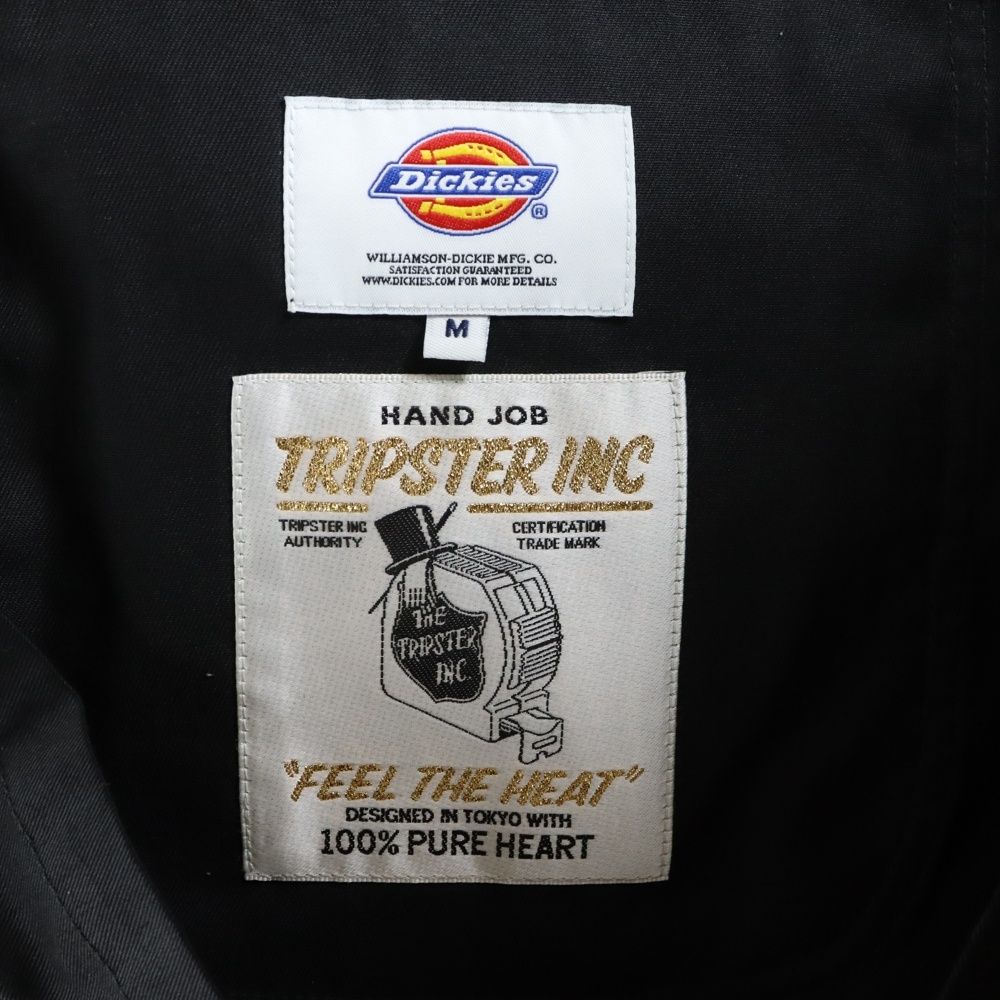 Dickies®
WILLIAMSON-DICKIE MFG. CO.
SATISFACTION GUARANTEED
WWW.DICKIES.COM FOR MORE DETAILS
M
HAND JOB
TRIPSTER INC
TRIPSTER INC
AUTHORITY
CERTIFICATION
TRADE MARK
THE
TRIPSTER
INC.
"FEEL THE HEAT"
DESIGNED IN TOKYO WITH
100% PURE HEART